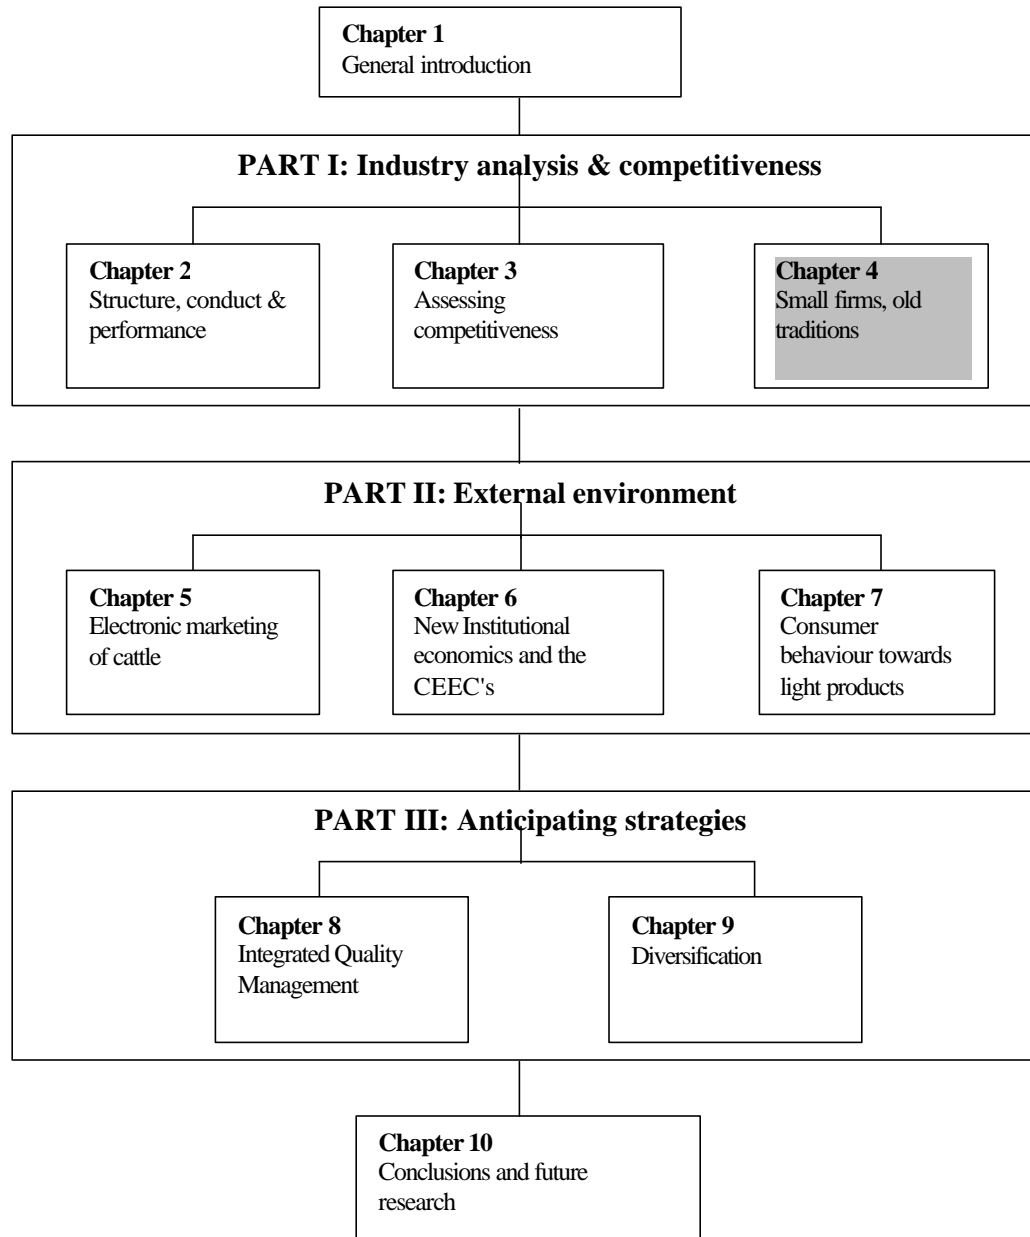 Chapter 1
General introduction
PART I: Industry analysis & competitiveness
Chapter 2
Structure, conduct &
performance
Chapter 3
Assessing
competitiveness
Chapter 4
Small firms, old
traditions
PART II: External environment
Chapter 5
Electronic marketing
of cattle
Chapter 6
New Institutional
economics and the
CEEC's
Chapter 7
Consumer
behaviour towards
light products
PART III: Anticipating strategies
Chapter 8
Integrated Quality
Management
Chapter 9
Diversification
Chapter 10
Conclusions and future
research